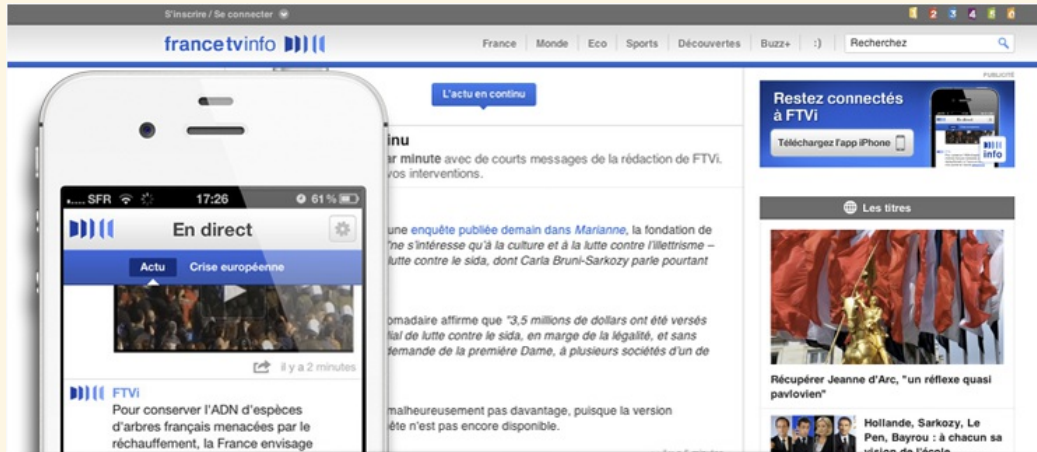 S'inscrire / Se connecter
1 2 3 4 5 ô
francetvinfo
France Monde Eco Sports Découvertes Buzz+ :) Recherchez
PUBLICITÉ
L'actu en continu
Restez connectés
à FTVi
Téléchargez l'app iPhone
info
inu
ar minute avec de courts messages de la rédaction de FTVi.
vos interventions.
SFR 17:26 61 %
En direct
Actu Crise européenne
il y a 2 minutes
FTVi
Pour conserver l'ADN d'espèces
d'arbres français menacées par le
réchauffement, la France envisage
une enquête publiée demain dans Marianne, la fondation de
"ne s'intéresse qu'à la culture et à la lutte contre l'illettrisme –
lutte contre le sida, dont Carla Bruni-Sarkozy parle pourtant
omadaire affirme que "3,5 millions de dollars ont été versés
ial de lutte contre le sida, en marge de la légalité, et sans
demande de la première Dame, à plusieurs sociétés d'un de
malheureusement pas davantage, puisque la version
ête n'est pas encore disponible.
Les titres
Récupérer Jeanne d'Arc, "un réflexe quasi
pavlovien"
Hollande, Sarkozy, Le
Pen, Bayrou : à chacun sa
vision de l'école